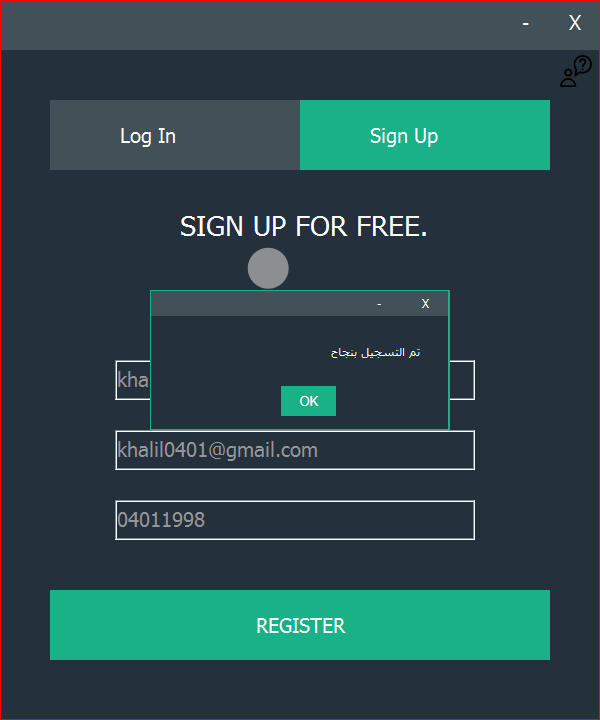 - X
Log In Sign Up
SIGN UP FOR FREE.
- X
تم التسجيل بنجاح
kha
OK
khalil0401@gmail.com
04011998
REGISTER